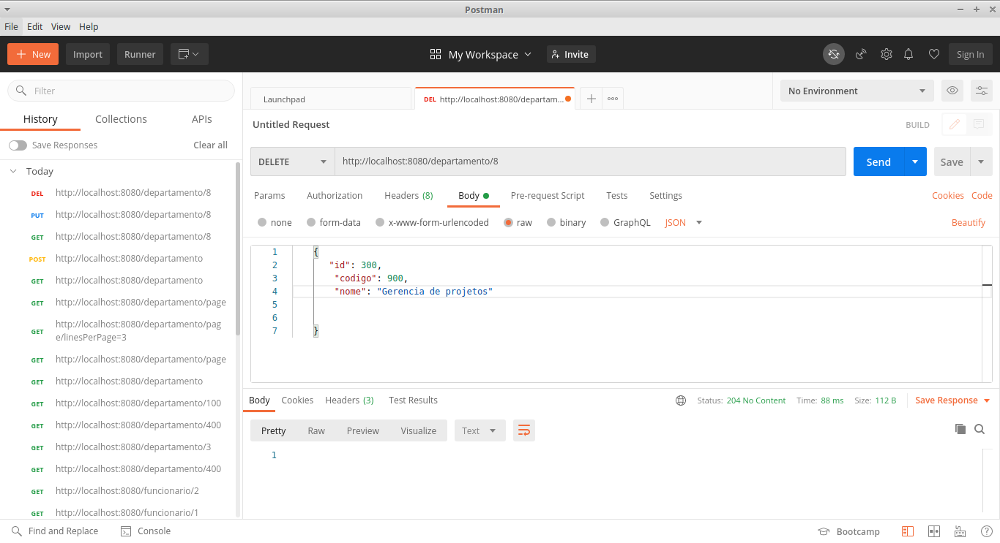 Postman
File Edit View Help
New Import Runner My Workspace Invite Sign In
Filter
History Collections APIs
Save Responses Clear all
Today
DEL http://localhost:8080/departamento/8
PUT http://localhost:8080/departamento/8
GET http://localhost:8080/departamento/8
POST http://localhost:8080/departamento
GET http://localhost:8080/departamento
GET http://localhost:8080/departamento/page
GET http://localhost:8080/departamento/pag
e/linesPerPage=3
GET http://localhost:8080/departamento/page
GET http://localhost:8080/departamento
GET http://localhost:8080/departamento/100
GET http://localhost:8080/departamento/400
GET http://localhost:8080/departamento/3
GET http://localhost:8080/departamento/400
GET http://localhost:8080/funcionario/2
GET http://localhost:8080/funcionario/1
Launchpad DEL http://localhost:8080/departam... No Environment
Untitled Request BUILD
DELETE http://localhost:8080/departamento/8 Send Save
Params Authorization Headers (8) Body Pre-request Script Tests Settings Cookies Code
none form-data x-www-form-urlencoded raw binary GraphQL JSON Beautify
1 {
2 "id": 300,
3 "codigo": 900,
4 "nome": "Gerencia de projetos"
5
6
7 }
Body Cookies Headers (3) Test Results Status: 204 No Content Time: 88 ms Size: 112 B Save Response
Pretty Raw Preview Visualize Text
1
Find and Replace Console Bootcamp